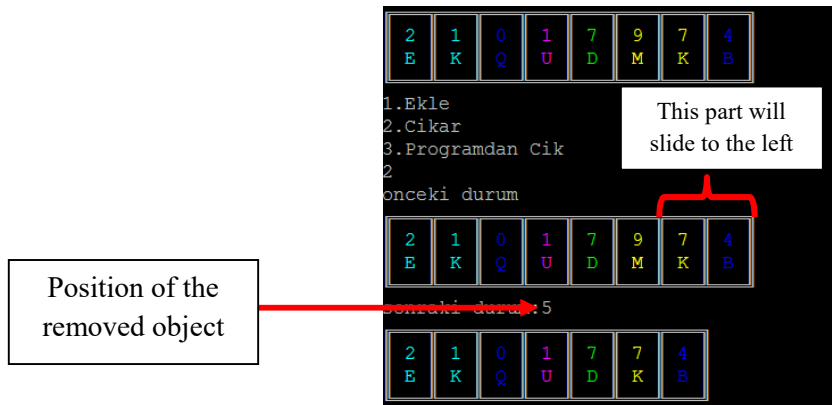 2 1 0 1 7 9 7 4
E K Q U D M K B
1.Ekle
2.Cikar
3.Programdan Cik
2
This part will
slide to the left
onceki durum
2 1 0 1 7 9 7 4
E K Q U D M K B
Position of the
removed object
sonraki durum:5
2 1 0 1 7 7 4
E K Q U D K B